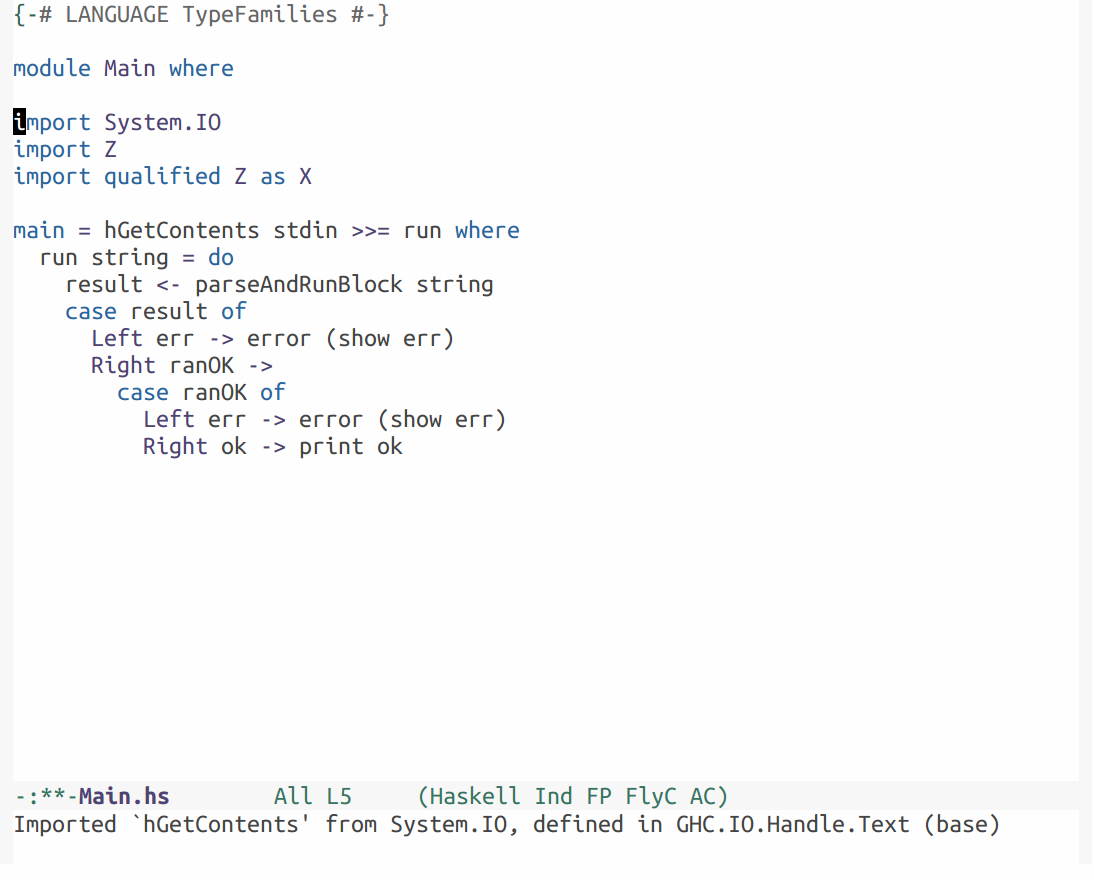 {-# LANGUAGE TypeFamilies #-}
module Main where
import System.IO
import Z
import qualified Z as X
main = hGetContents stdin >>= run where
  run string = do
    result <- parseAndRunBlock string
    case result of
      Left err -> error (show err)
      Right ranOK ->
        case ranOK of
          Left err -> error (show err)
          Right ok -> print ok
-:**-Main.hs        All L5     (Haskell Ind FP FlyC AC)
Imported `hGetContents' from System.IO, defined in GHC.IO.Handle.Text (base)